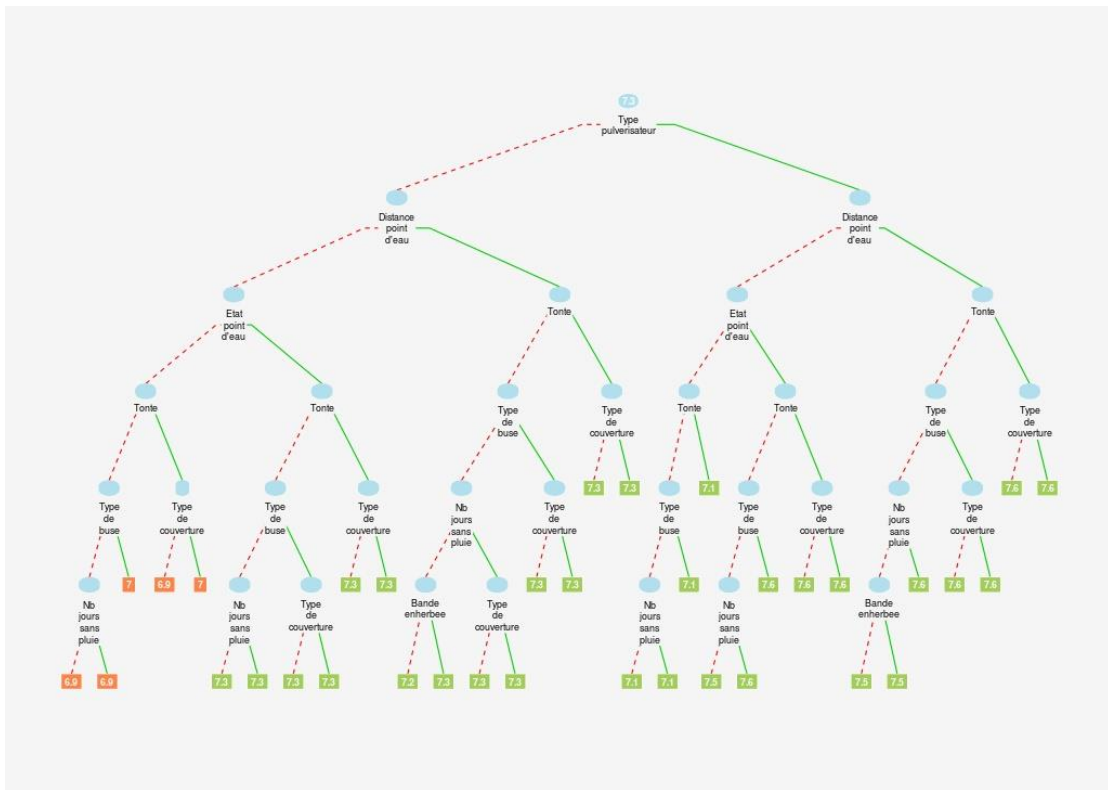 7.3
Type
pulverisateur
Distance
point
d'eau
Distance
point
d'eau
Etat
point
d'eau
Tonte
Etat
point
d'eau
Tonte
Tonte
Tonte
Type
de
buse
Type
de
couverture
Tonte
Tonte
Type
de
buse
Type
de
couverture
7.3
7.3
7.1
7.6
7.6
Type
de
buse
Type
de
couverture
Type
de
buse
Type
de
couverture
Nb
jours
sans
pluie
Type
de
couverture
Type
de
buse
Type
de
buse
Type
de
couverture
Nb
jours
sans
pluie
Type
de
couverture
7
6.9
7
7.3
7.3
7.3
7.3
7.1
7.6
7.6
7.6
7.6
7.6
7.6
Nb
jours
sans
pluie
Nb
jours
sans
pluie
Type
de
couverture
Bande
enherbee
Type
de
couverture
Nb
jours
sans
pluie
Nb
jours
sans
pluie
Bande
enherbee
6.9
6.9
7.3
7.3
7.3
7.3
7.2
7.3
7.3
7.3
7.1
7.1
7.5
7.6
7.5
7.5